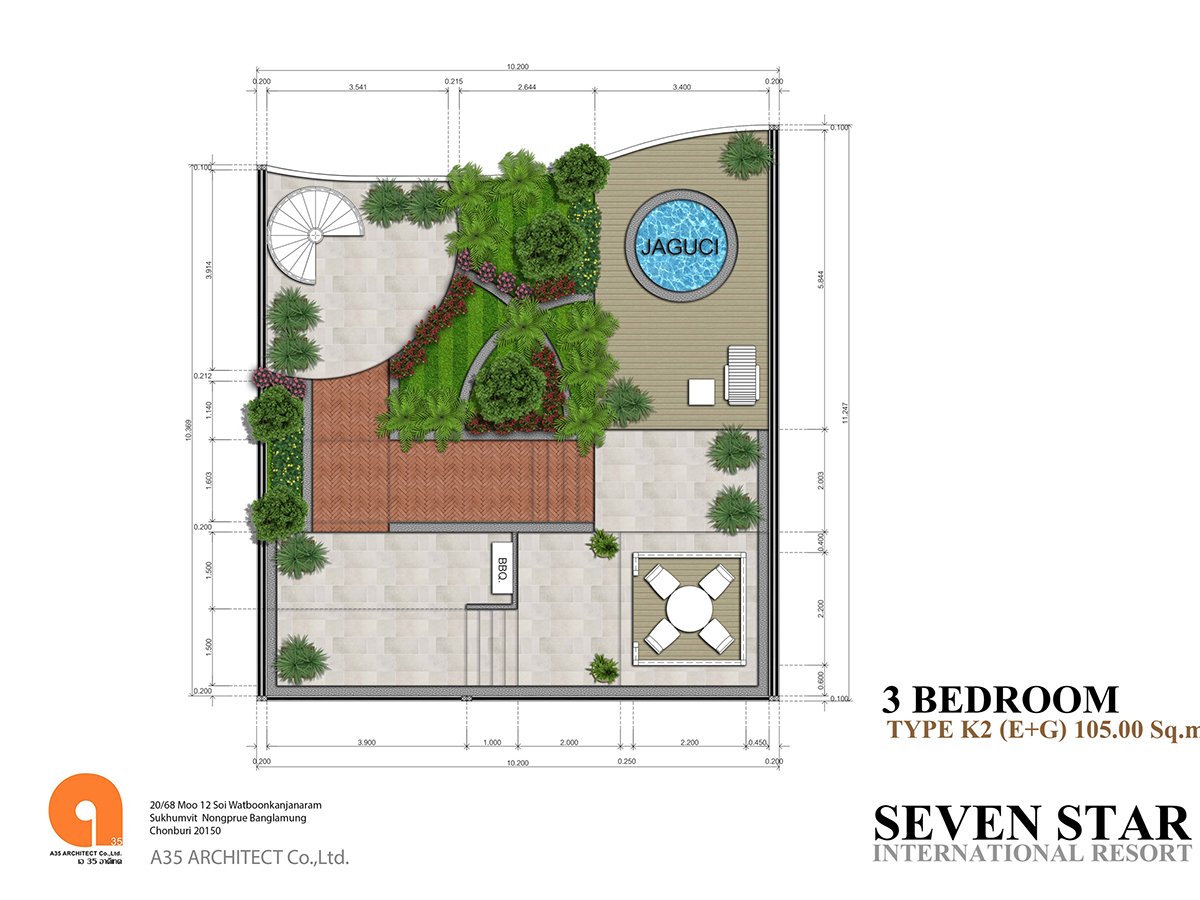 10.200
0.200 3.541 0.215 2.644 3.400 0.200
0.100
0.100
JAGUCI
3.914
5.844
0.212
1.140
10.369
11.247
1.603
2.003
0.200
BBQ.
0.400
1.500
2.200
1.500
0.600
0.200
0.100
3.900 1.000 2.000 2.200 0.450
0.200 10.200 0.250 0.200
3 BEDROOM
TYPE K2 (E+G) 105.00 Sq.m
SEVEN STAR
INTERNATIONAL RESORT
35
A35 ARCHITECT Co.,Ltd.
เอ 35 อาคิเทค
20/68 Moo 12 Soi Watboonkanjanaram
Sukhumvit Nongprue Banglamung
Chonburi 20150
A35 ARCHITECT Co.,Ltd.